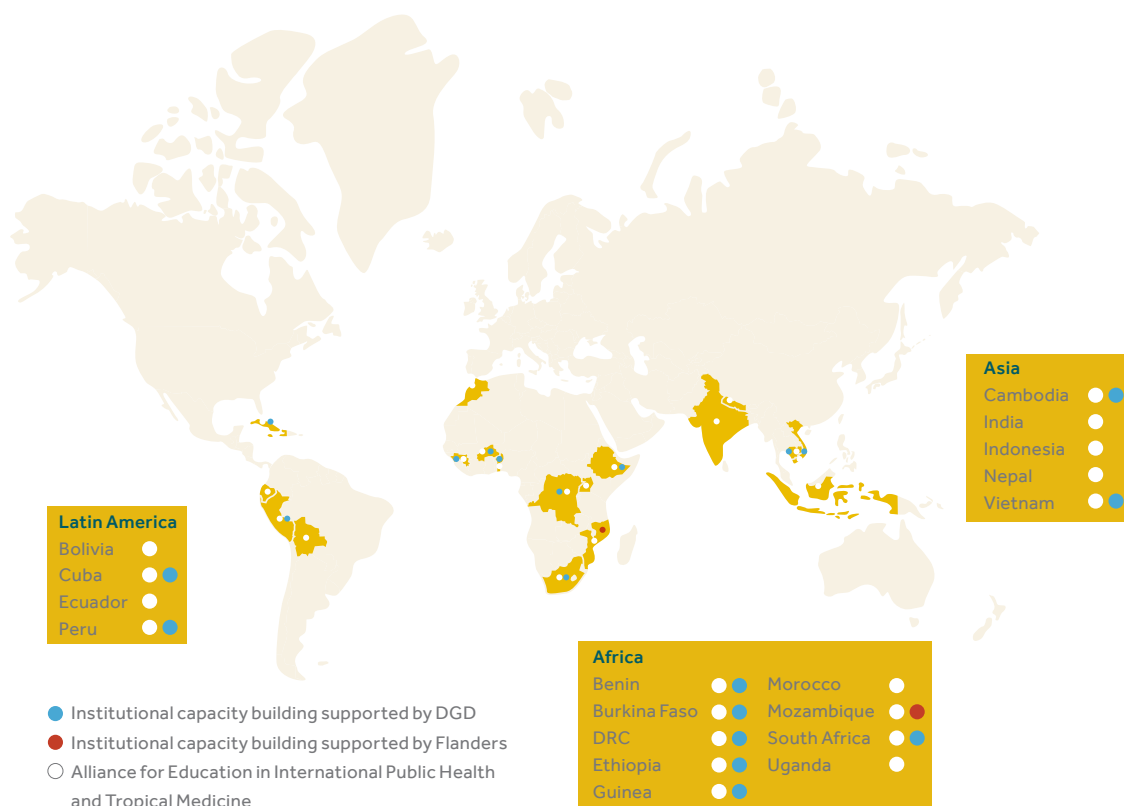 Asia
Cambodia
India
Indonesia
Nepal
Vietnam
Latin America
Bolivia
Cuba
Ecuador
Peru
Africa
Benin
Burkina Faso
DRC
Ethiopia
Guinea
Morocco
Mozambique
South Africa
Uganda
Institutional capacity building supported by DGD
Institutional capacity building supported by Flanders
Alliance for Education in International Public Health
and Tropical Medicine